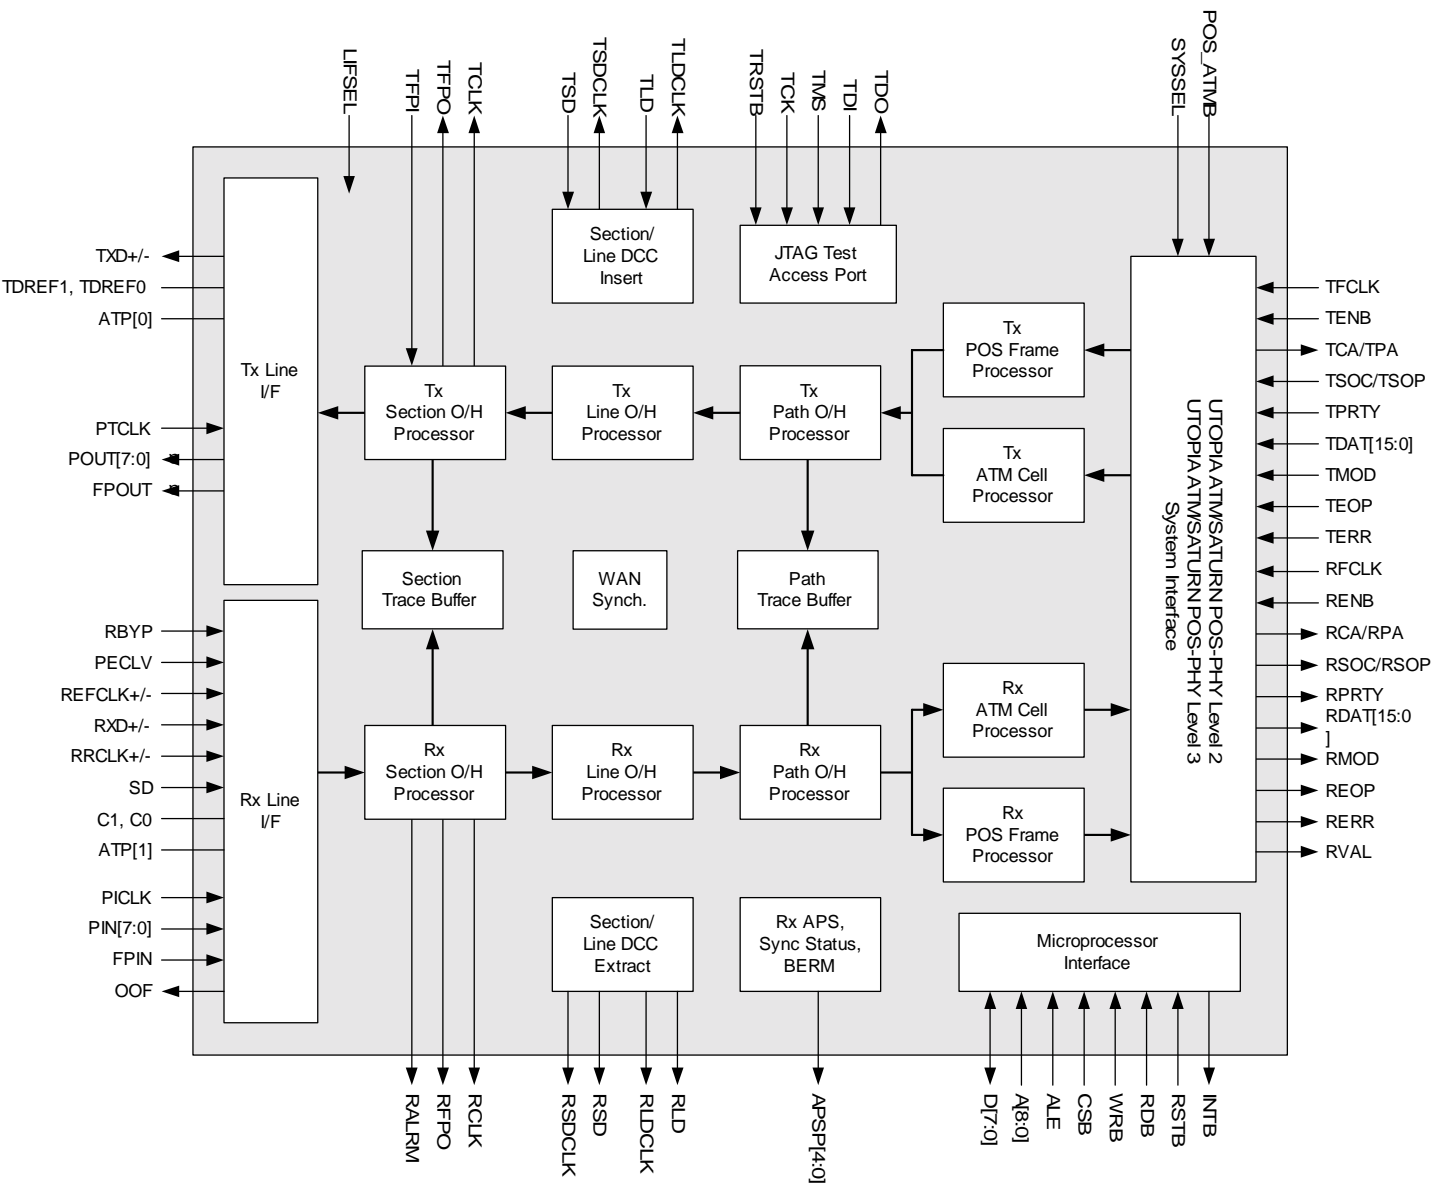 LIFSEL
TFPI
TFPO
TCLK
TSD
TSDCLK
TLD
TLDCLK
TRSTB
TCK
TMS
TDI
TDO
SYSSEL
POS_ATMB
TXD+/-
TDREF1, TDREF0
ATP[0]
PTCLK
POUT[7:0]
FPOUT
RBYP
PECLV
REFCLK+/-
RXD+/-
RRCLK+/-
SD
C1, C0
ATP[1]
PICLK
PIN[7:0]
FPIN
OOF
Tx Line
I/F
Rx Line
I/F
Section/
Line DCC
Insert
JTAG Test
Access Port
Tx
Section O/H
Processor
Tx
Line O/H
Processor
Tx
Path O/H
Processor
Tx
POS Frame
Processor
Tx
ATM Cell
Processor
Section
Trace Buffer
WAN
Synch.
Path
Trace Buffer
Rx
Section O/H
Processor
Rx
Line O/H
Processor
Rx
Path O/H
Processor
Rx
ATM Cell
Processor
Rx
POS Frame
Processor
Section/
Line DCC
Extract
Rx APS,
Sync Status,
BERM
Microprocessor
Interface
UTOPIA ATM/SATURN POS-PHY Level 2
UTOPIA ATM/SATURN POS-PHY Level 3
System Interface
TFCLK
TENB
TCA/TPA
TSOC/TSOP
TPRTY
TDAT[15:0]
TMOD
TEOP
TERR
RFCLK
RENB
RCA/RPA
RSOC/RSOP
RPRTY
RDAT[15:0
]
RMOD
REOP
RERR
RVAL
RALRM
RFPO
RCLK
RSDCLK
RSD
RLDCLK
RLD
APSP[4:0]
D[7:0]
A[8:0]
ALE
CSB
WRB
RDB
RSTB
INTB